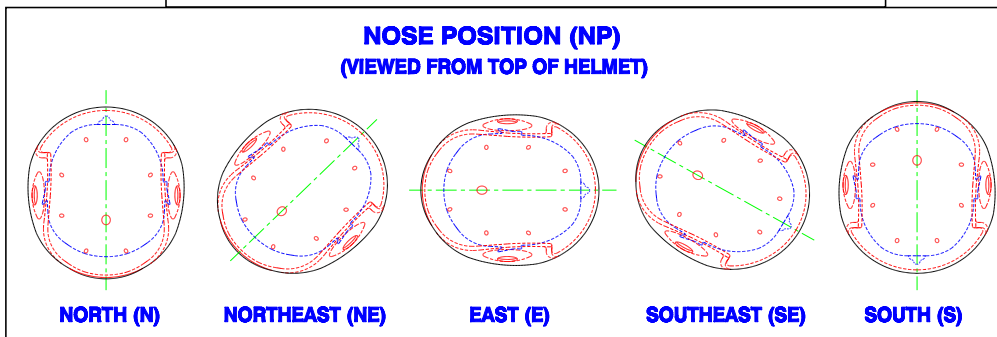 NOSE POSITION (NP)
(VIEWED FROM TOP OF HELMET)
NORTH (N)
NORTHEAST (NE)
EAST (E)
SOUTHEAST (SE)
SOUTH (S)